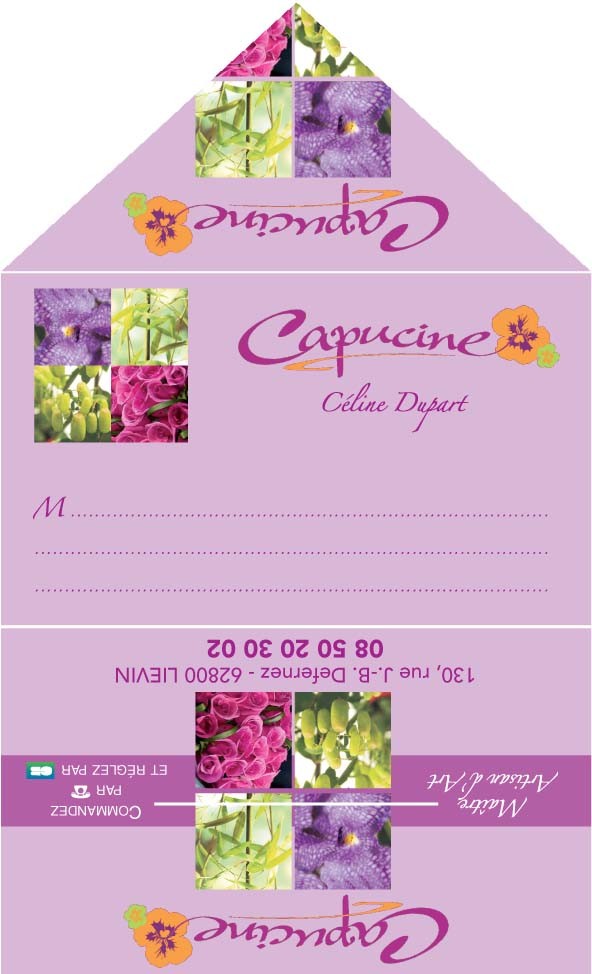 Capucine
Capucine
Céline Dupart
M ........................................................................
........................................................................
........................................................................
Capucine
Maître
Artisan d'Art
COMMANDEZ
PAR
ET RÉGLEZ PAR
CB
130, rue J.-B. Defernez - 62800 LIEVIN
08 50 20 30 02